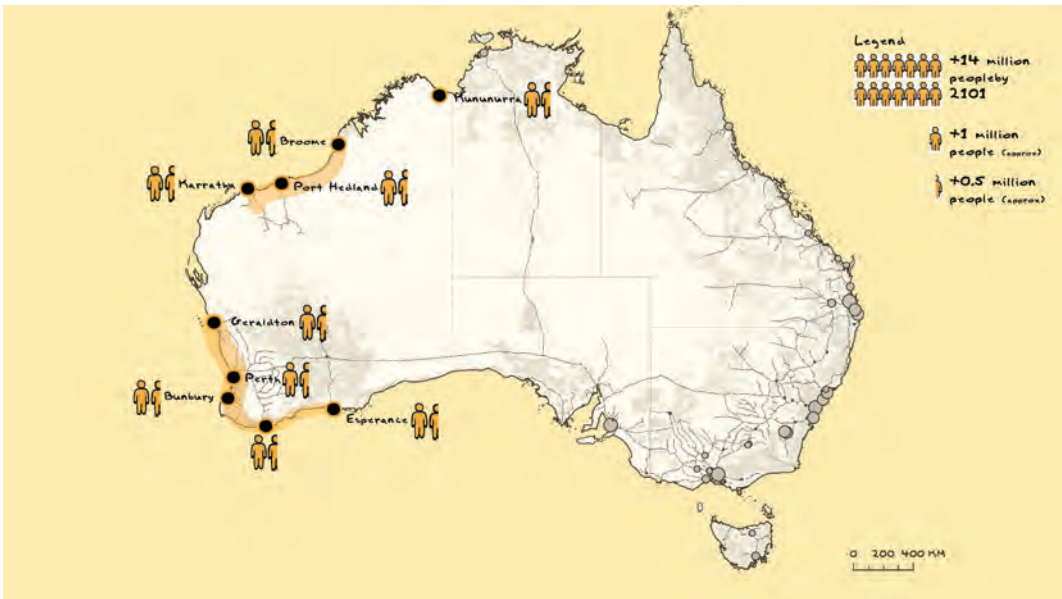 Legend
+14 million
peopleby
2101
+1 million
people (approx)
+0.5 million
people (approx)
Kununurra
Broome
Karratha
Port Hedland
Geraldton
Perth
Bunbury
Esperance
0 200 400 KM